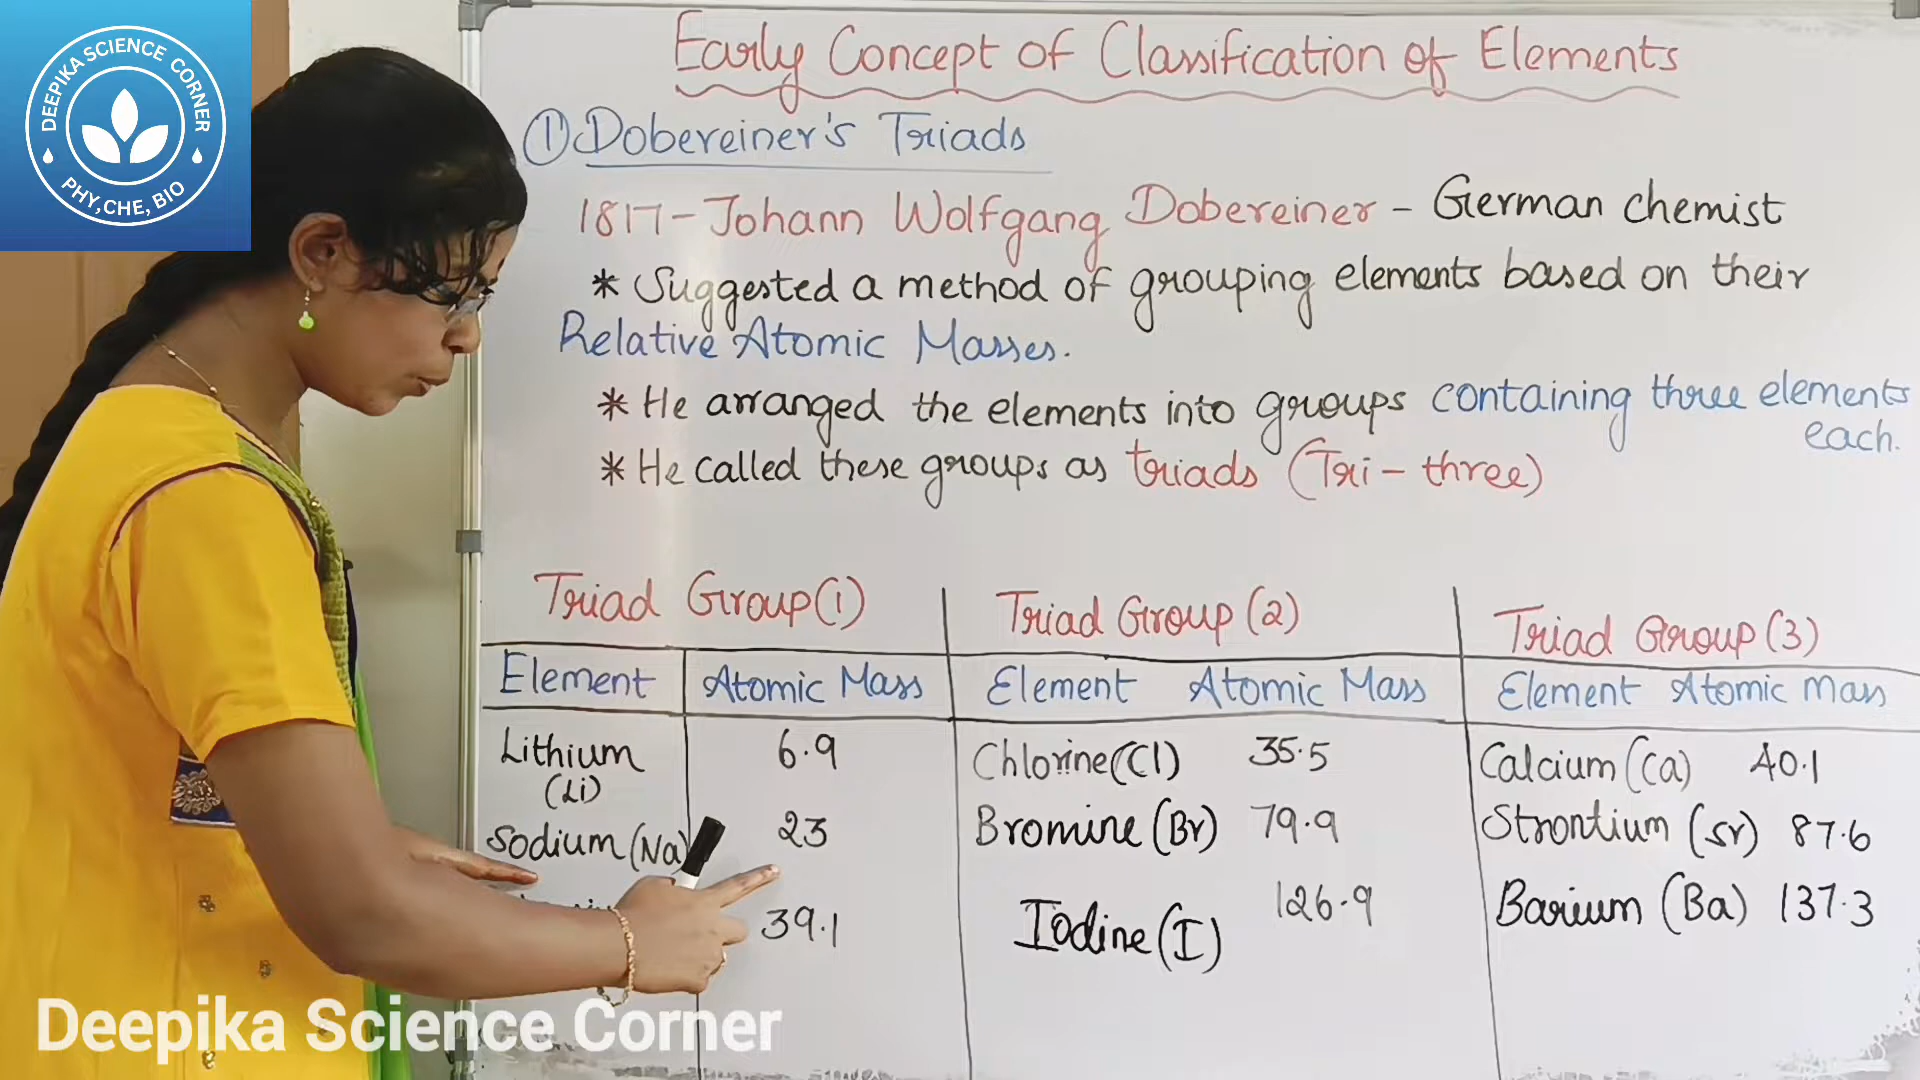 DEEPIKA SCIENCE CORNER
PHY, CHE, BIO
Early Concept of Classification of Elements
① Dobereiner's Triads
1817 - Johann Wolfgang Dobereiner - German chemist
* Suggested a method of grouping elements based on their
Relative Atomic Masses.
* He arranged the elements into groups containing three elements
each.
* He called these groups as triads (Tri - three)
Triad Group (1) Triad Group (2) Triad Group (3)
Element Atomic Mass Element Atomic Mass Element Atomic Mass
Lithium 6.9 Chlorine (Cl) 35.5 Calcium (Ca) 40.1
(Li)
Sodium (Na) 23 Bromine (Br) 79.9 Strontium (Sr) 87.6
39.1 Iodine (I) 126.9 Barium (Ba) 137.3
Deepika Science Corner